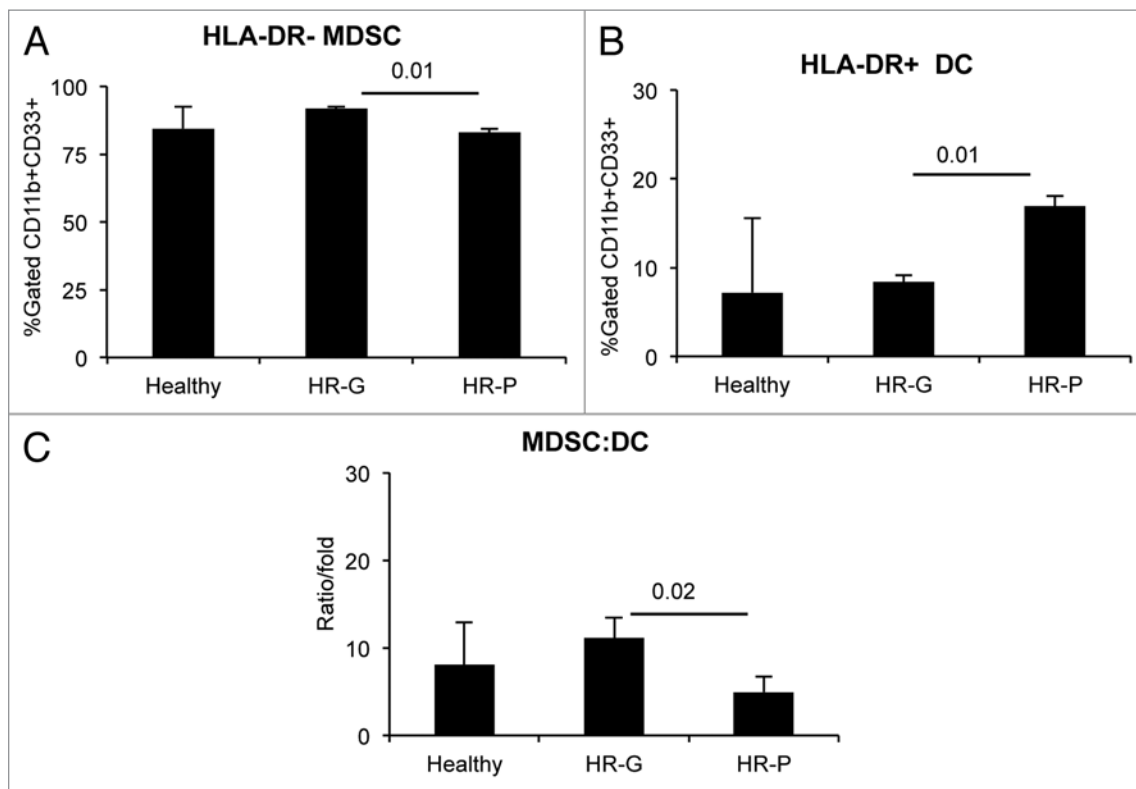 A
HLA-DR- MDSC
0.01
%Gated CD11b+CD33+
100
75
50
25
0
Healthy
HR-G
HR-P
B
HLA-DR+ DC
0.01
%Gated CD11b+CD33+
30
20
10
0
Healthy
HR-G
HR-P
C
MDSC:DC
0.02
Ratio/fold
30
20
10
0
Healthy
HR-G
HR-P